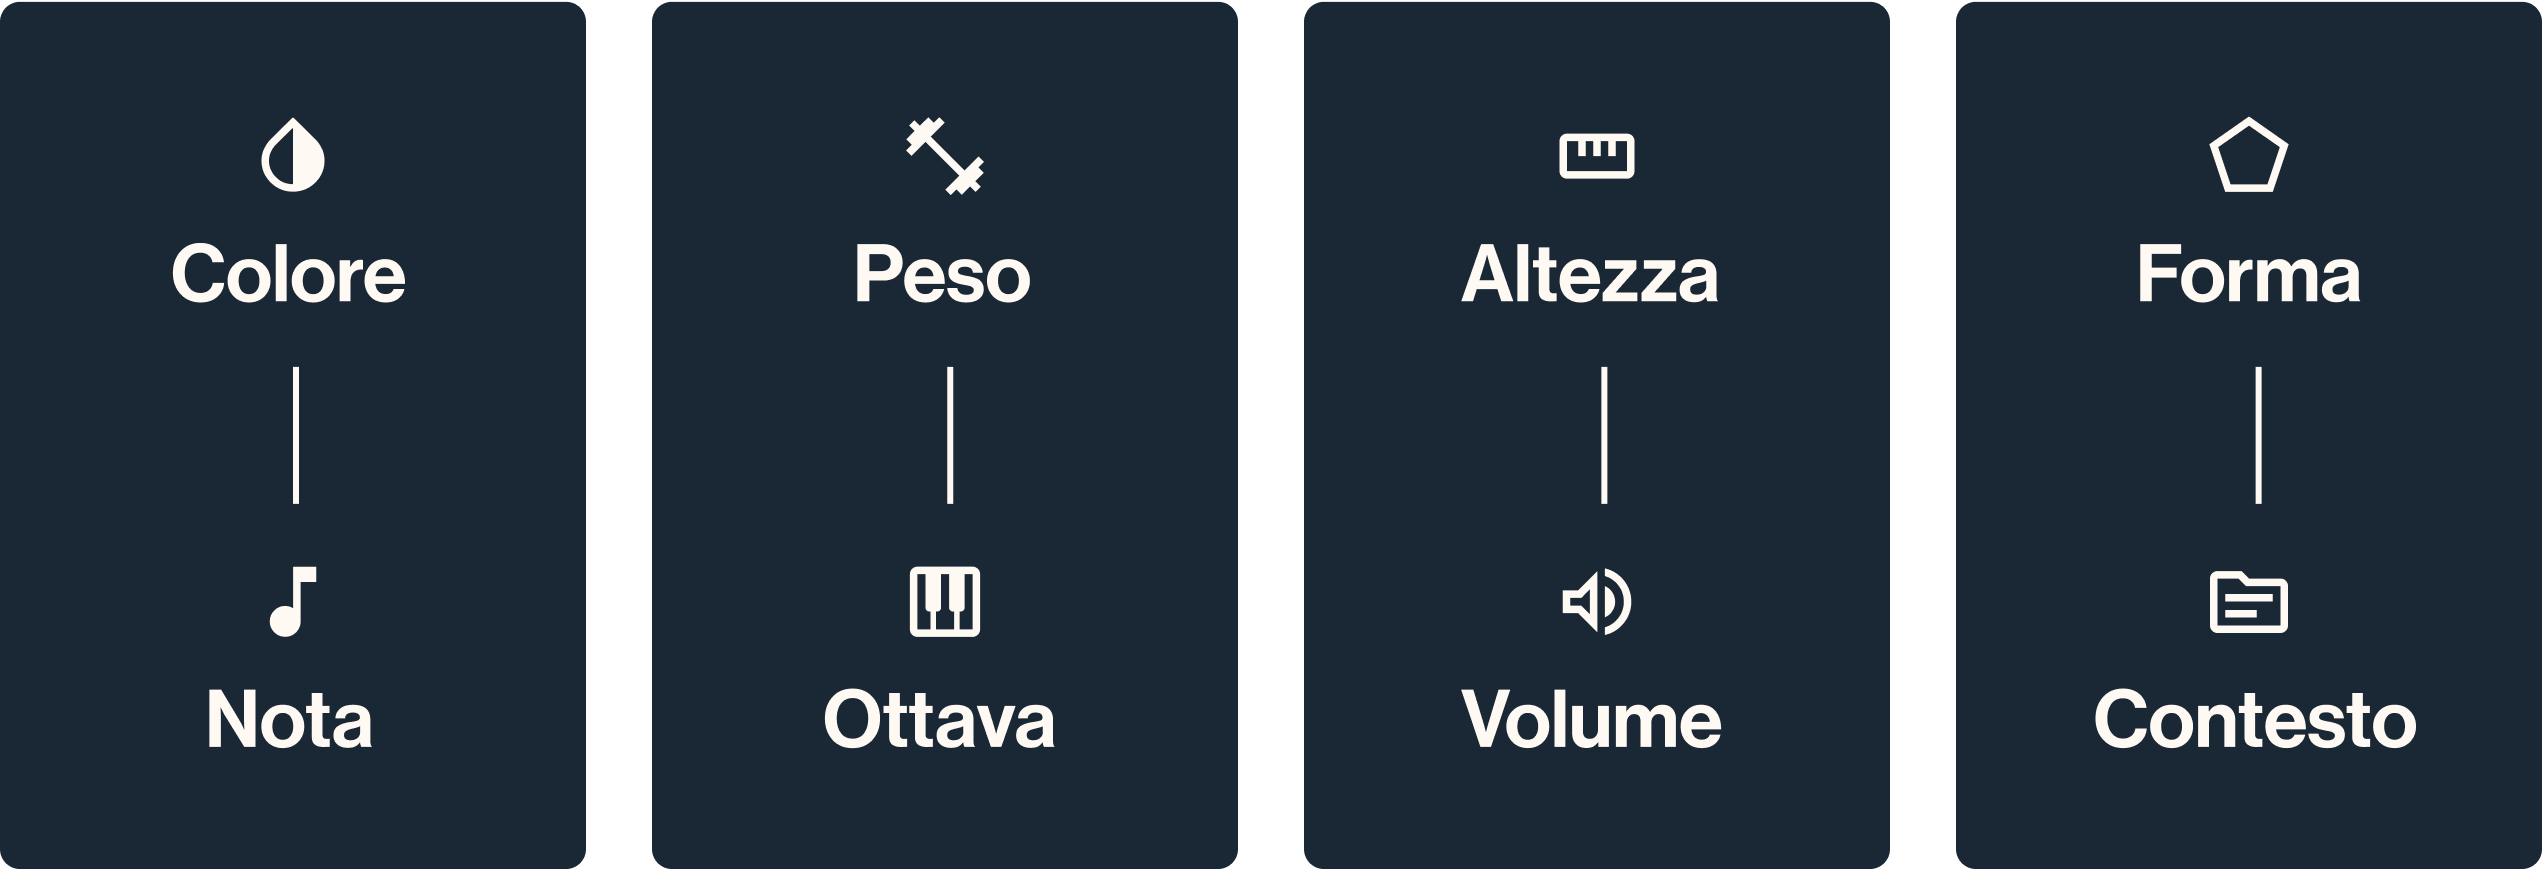 Colore
Nota
Peso
Ottava
Altezza
Volume
Forma
Contesto